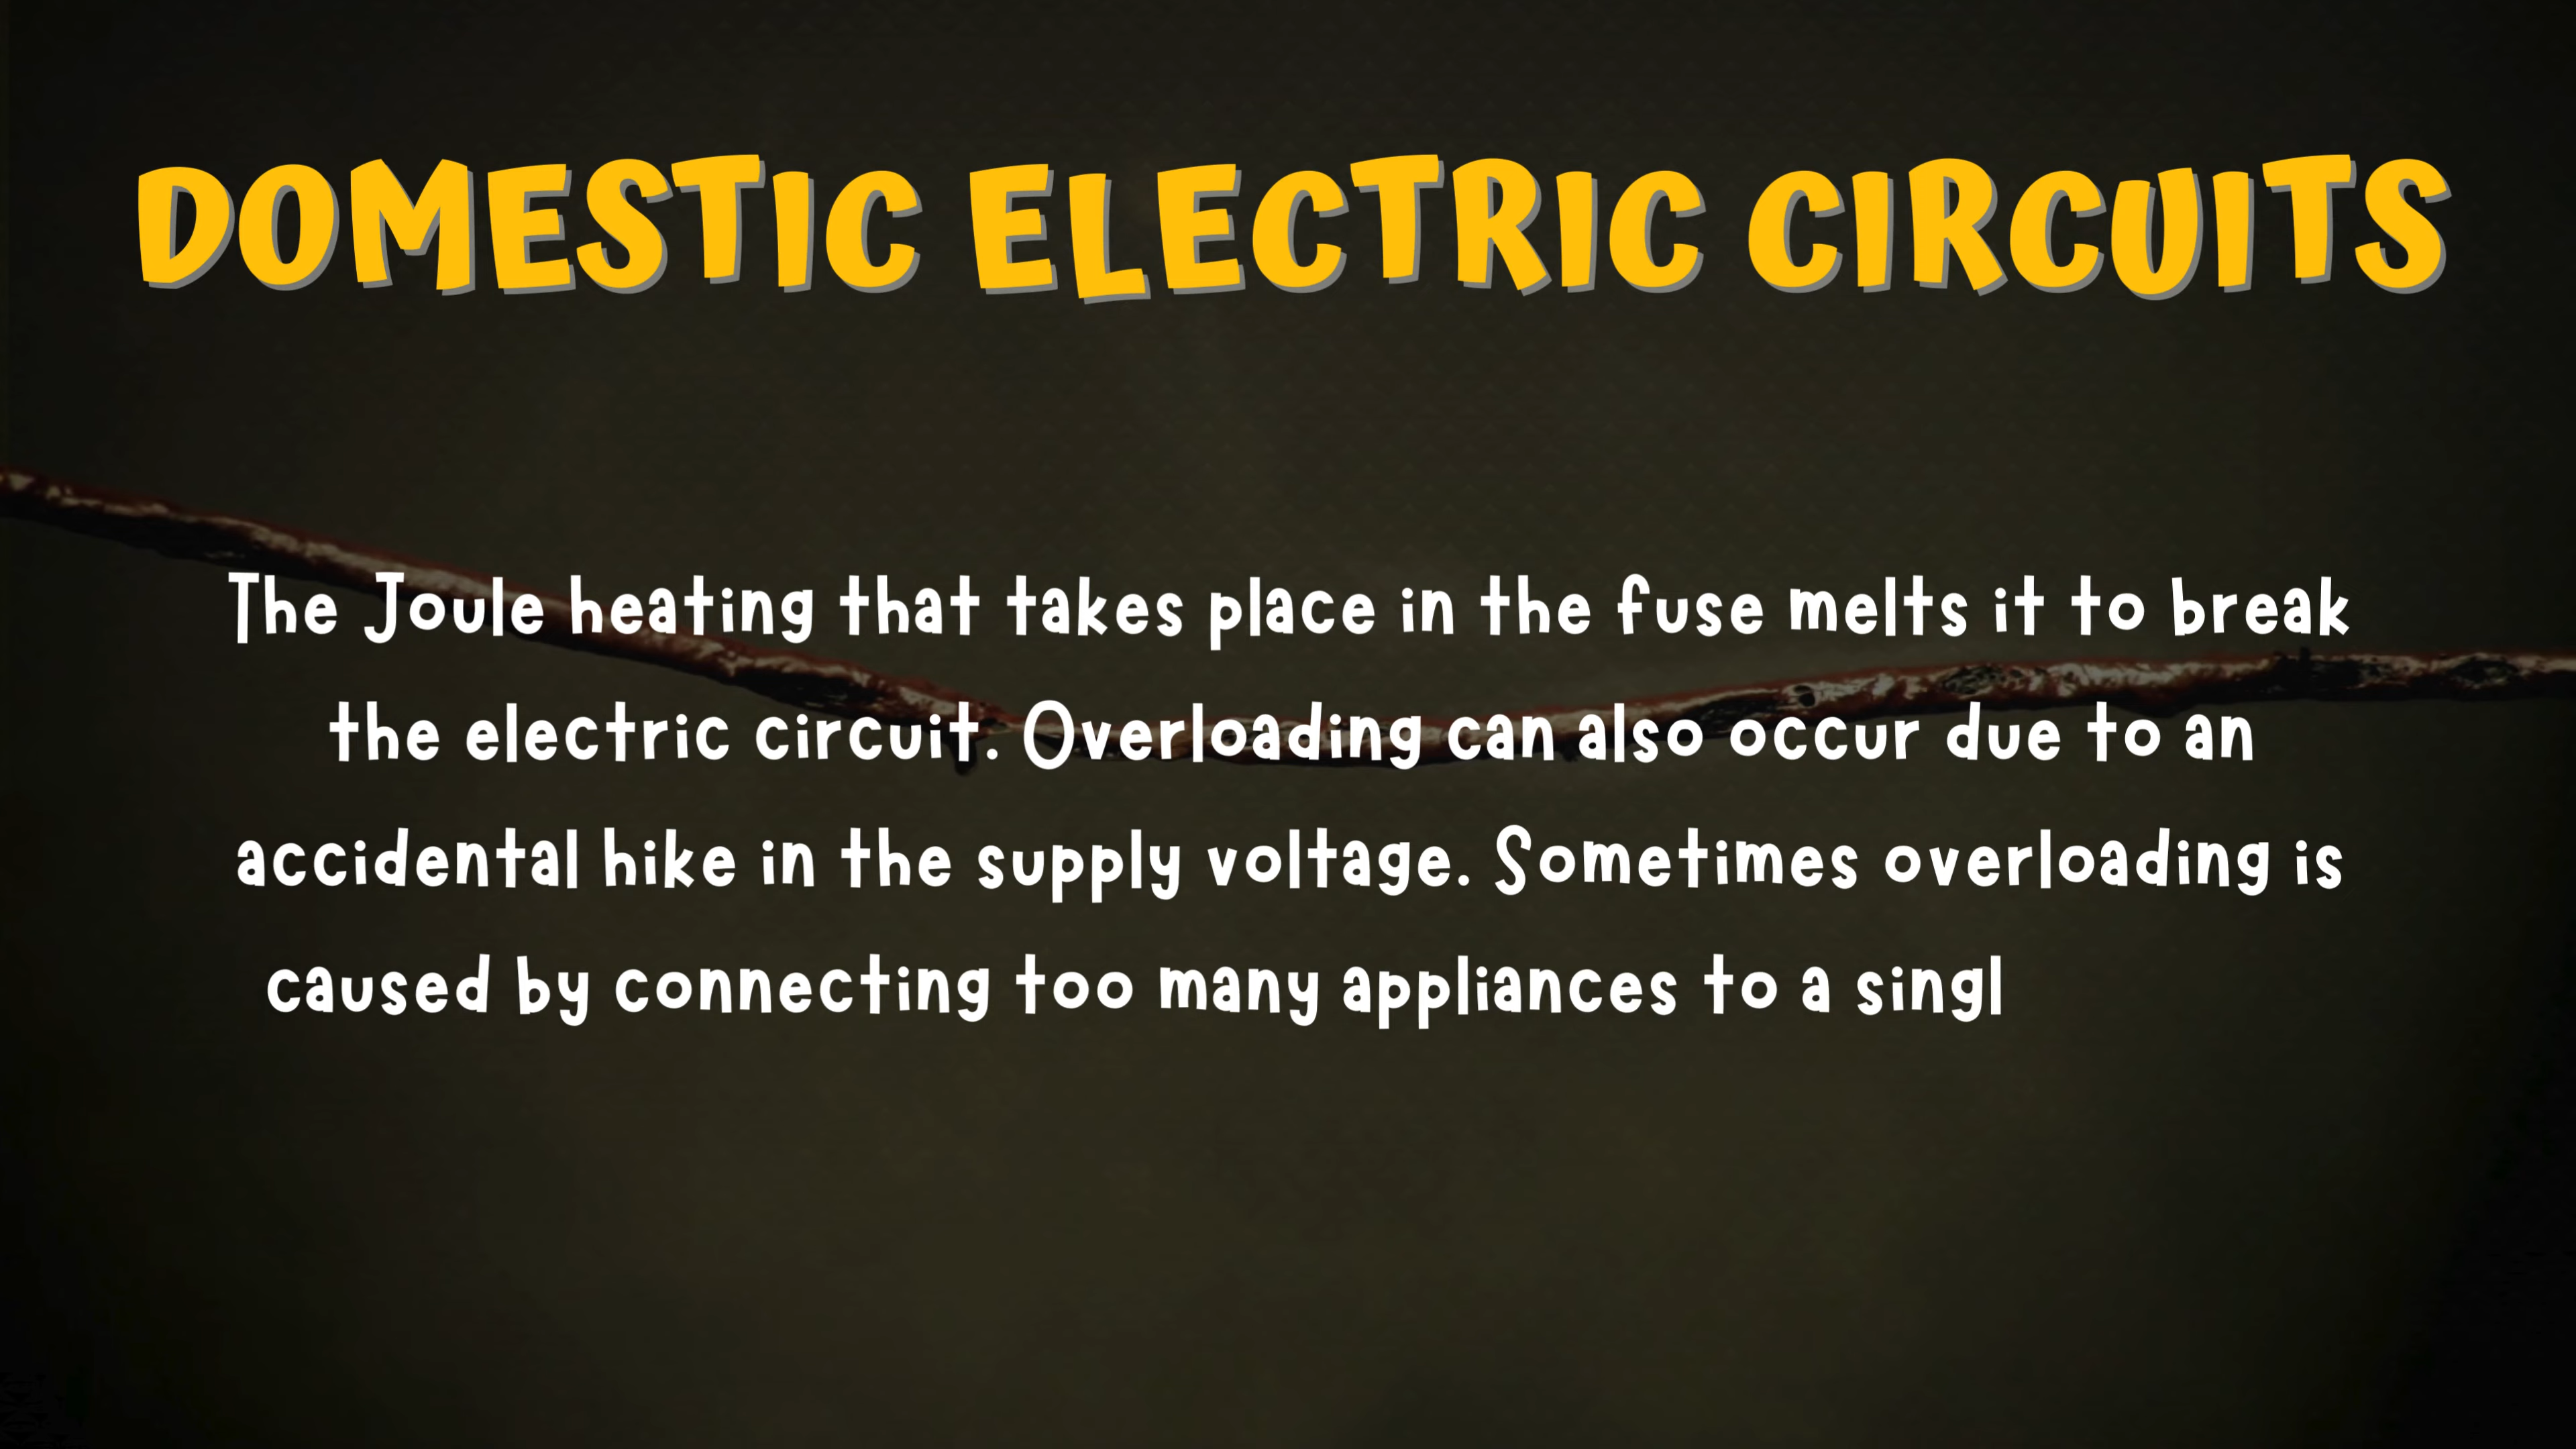 DOMESTIC ELECTRIC CIRCUITS
The Joule heating that takes place in the fuse melts it to break
the electric circuit. Overloading can also occur due to an
accidental hike in the supply voltage. Sometimes overloading is
caused by connecting too many appliances to a singl